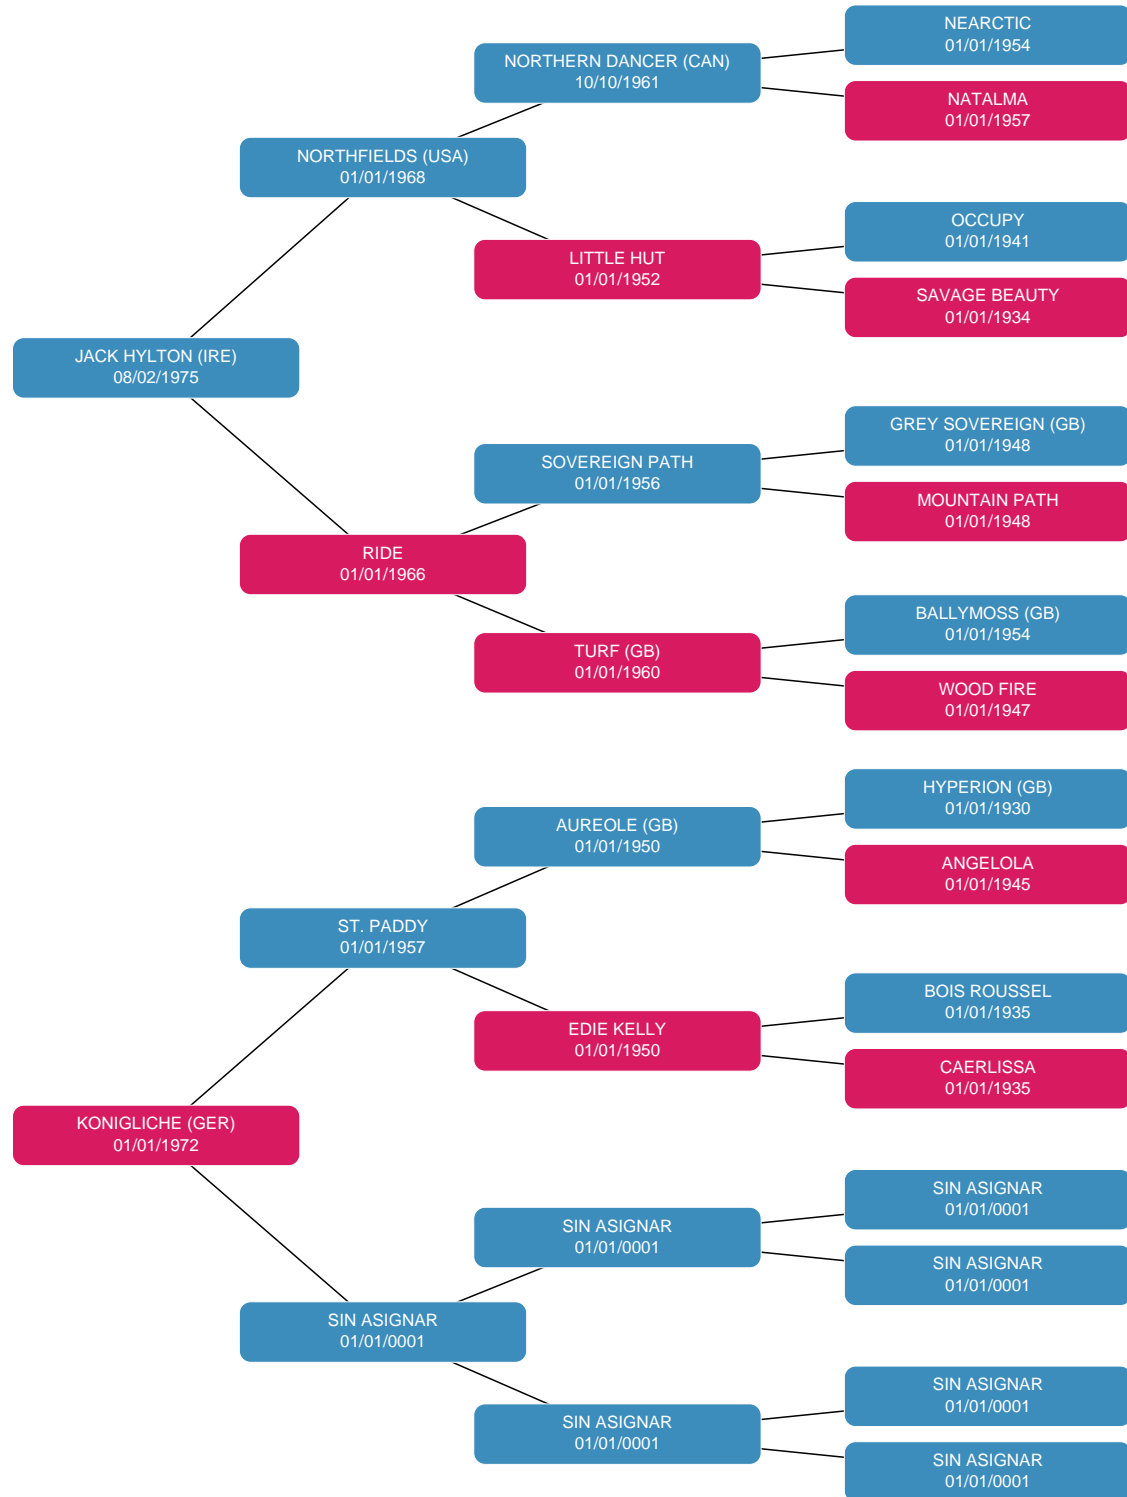 NEARCTIC
01/01/1954
NORTHERN DANCER (CAN)
10/10/1961
NATALMA
01/01/1957
NORTHFIELDS (USA)
01/01/1968
OCCUPY
01/01/1941
LITTLE HUT
01/01/1952
SAVAGE BEAUTY
01/01/1934
JACK HYLTON (IRE)
08/02/1975
GREY SOVEREIGN (GB)
01/01/1948
SOVEREIGN PATH
01/01/1956
MOUNTAIN PATH
01/01/1948
RIDE
01/01/1966
BALLYMOSS (GB)
01/01/1954
TURF (GB)
01/01/1960
WOOD FIRE
01/01/1947
HYPERION (GB)
01/01/1930
AUREOLE (GB)
01/01/1950
ANGELOLA
01/01/1945
ST. PADDY
01/01/1957
BOIS ROUSSEL
01/01/1935
EDIE KELLY
01/01/1950
CAERLISSA
01/01/1935
KONIGLICHE (GER)
01/01/1972
SIN ASIGNAR
01/01/0001
SIN ASIGNAR
01/01/0001
SIN ASIGNAR
01/01/0001
SIN ASIGNAR
01/01/0001
SIN ASIGNAR
01/01/0001
SIN ASIGNAR
01/01/0001
SIN ASIGNAR
01/01/0001